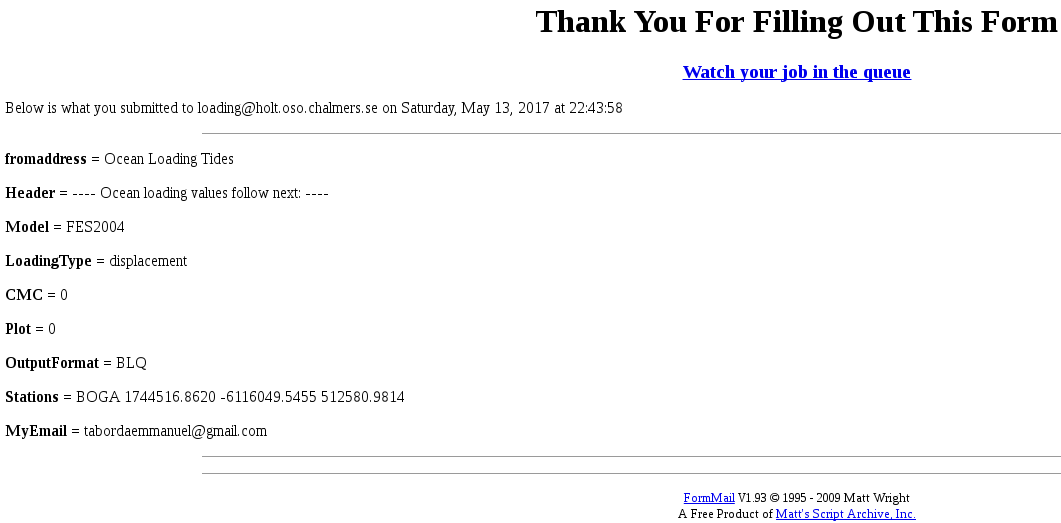 Thank You For Filling Out This Form
Watch your job in the queue
Below is what you submitted to loading@holt.oso.chalmers.se on Saturday, May 13, 2017 at 22:43:58
fromaddress = Ocean Loading Tides
Header = ---- Ocean loading values follow next: ----
Model = FES2004
LoadingType = displacement
CMC = 0
Plot = 0
OutputFormat = BLQ
Stations = BOGA 1744516.8620 -6116049.5455 512580.9814
MyEmail = tabordaemmanuel@gmail.com
FormMail V1.93 © 1995 - 2009 Matt Wright
A Free Product of Matt's Script Archive, Inc.